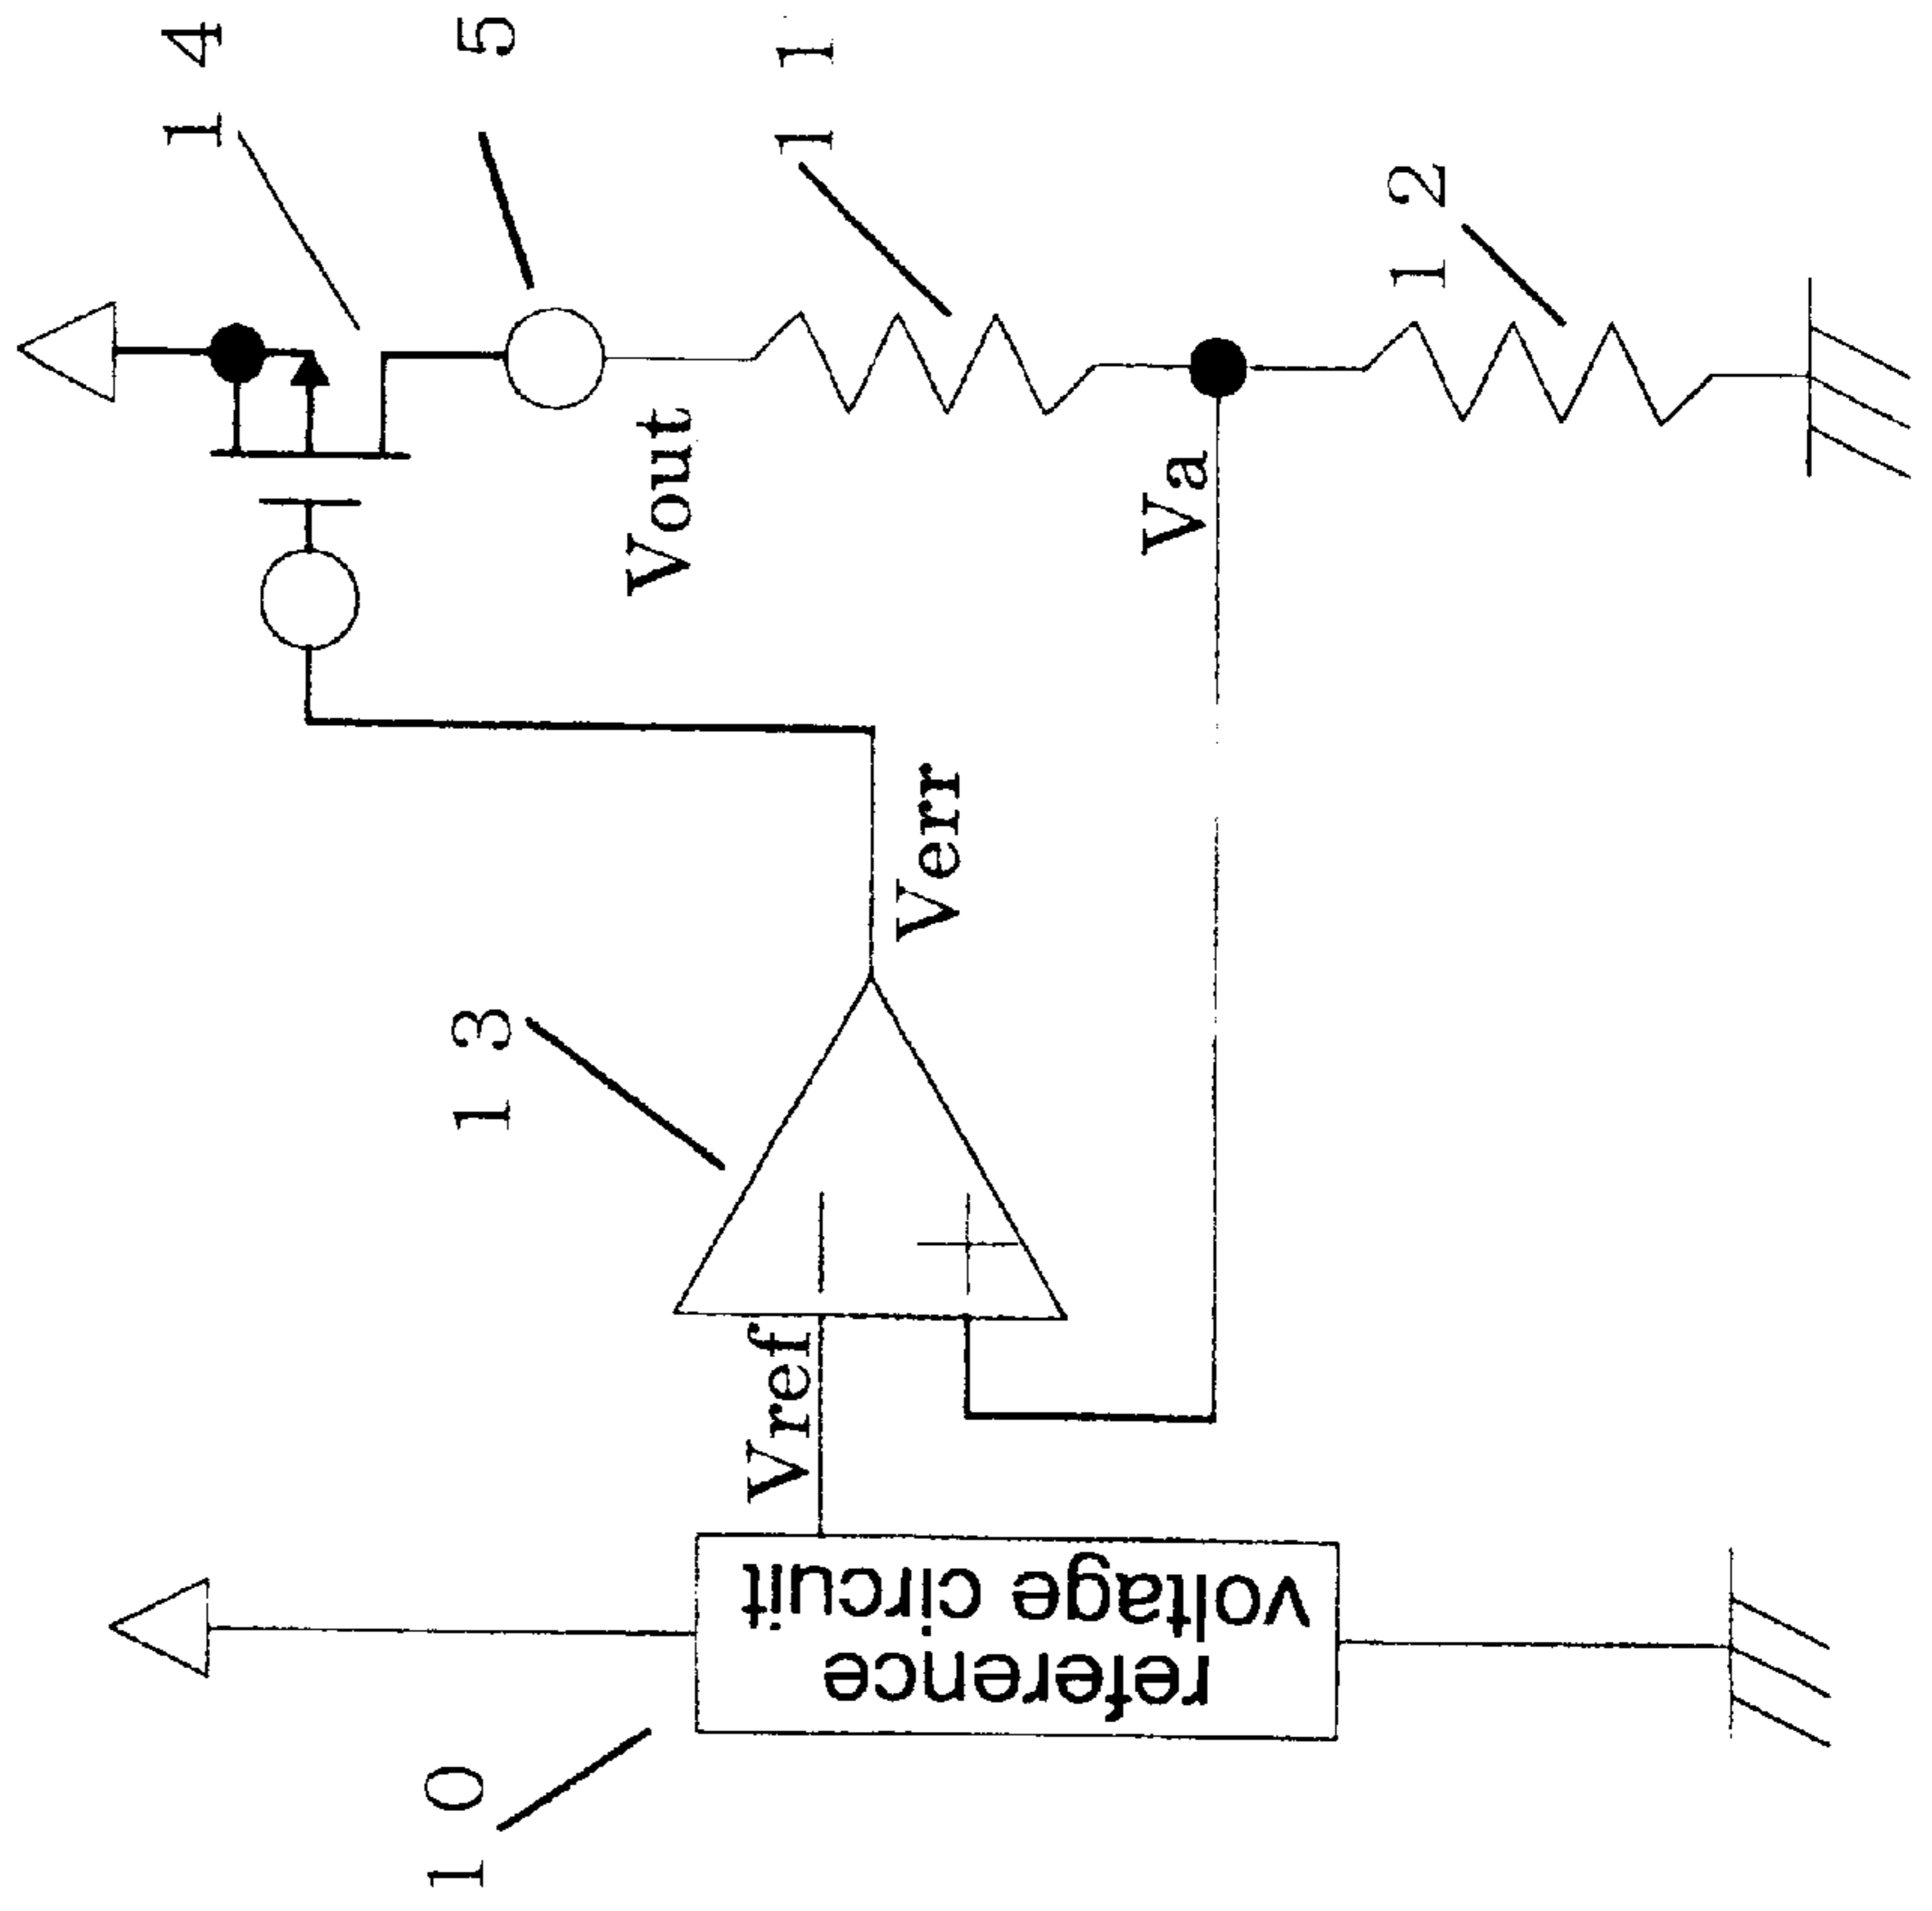 14
5
11
12
Vout
Va
Verr
13
Vref
reference
voltage circuit
10